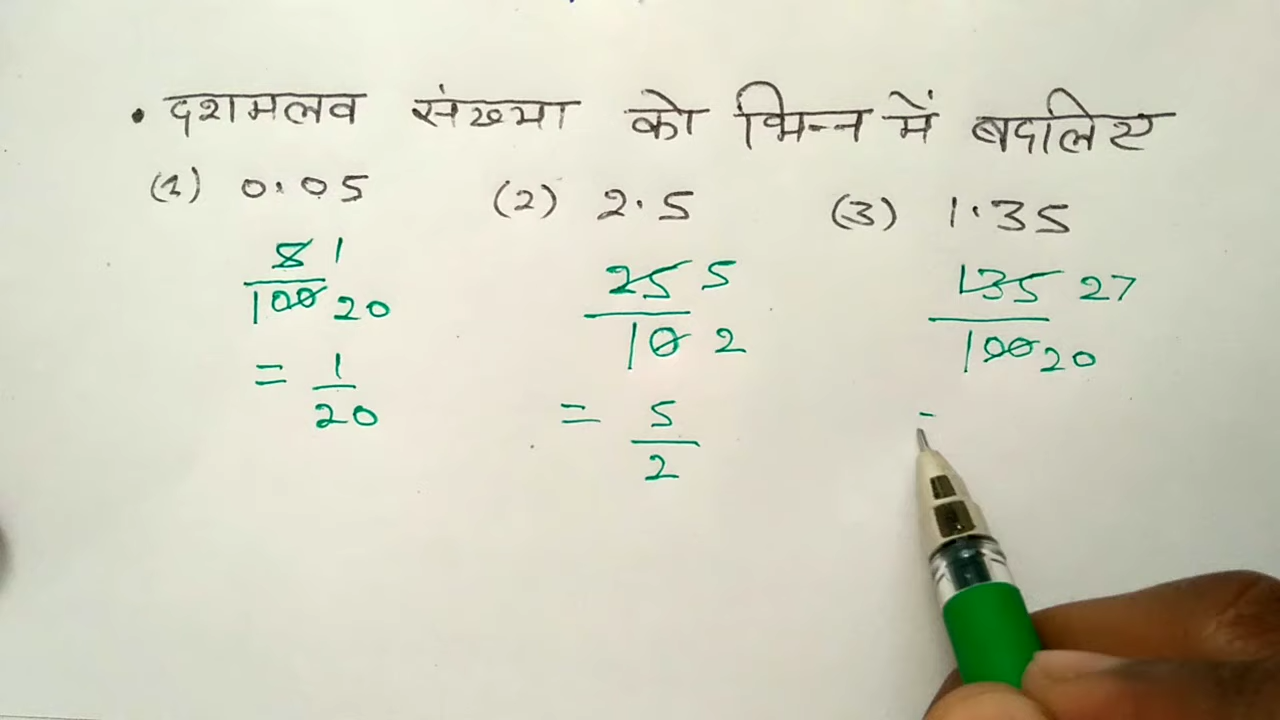 • दशमलव संख्या को भिन्न में बदलिए
(1) 0.05 (2) 2.5 (3) 1.35
5 1 25 5 135 27
100 20 10 2 100 20
= 1/20 = 5/2 -